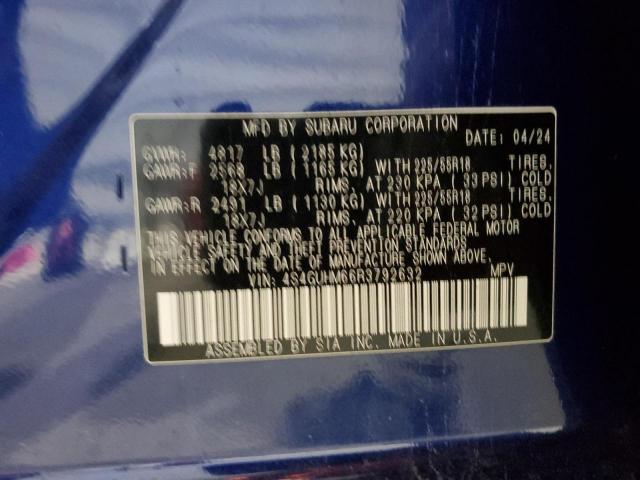 MFD BY SUBARU CORPORATION
DATE: 04/24
GVWR: 4817 LB (2185 KG)
GAWR:F 2568 LB (1165 KG) WITH 225/55R18 TIRES,
18X7J RIMS, AT 230 KPA (33 PSI) COLD
GAWR:R 2491 LB (1130 KG) WITH 225/55R18 TIRES,
18X7J RIMS, AT 220 KPA (32 PSI) COLD
THIS VEHICLE CONFORMS TO ALL APPLICABLE FEDERAL MOTOR
VEHICLE SAFETY AND THEFT PREVENTION STANDARDS
IN EFFECT ON THE DATE OF MANUFACTURE SHOWN ABOVE.
VIN: 4S4GUHM66R3792632 MPV
ASSEMBLED BY SIA INC. MADE IN U.S.A.